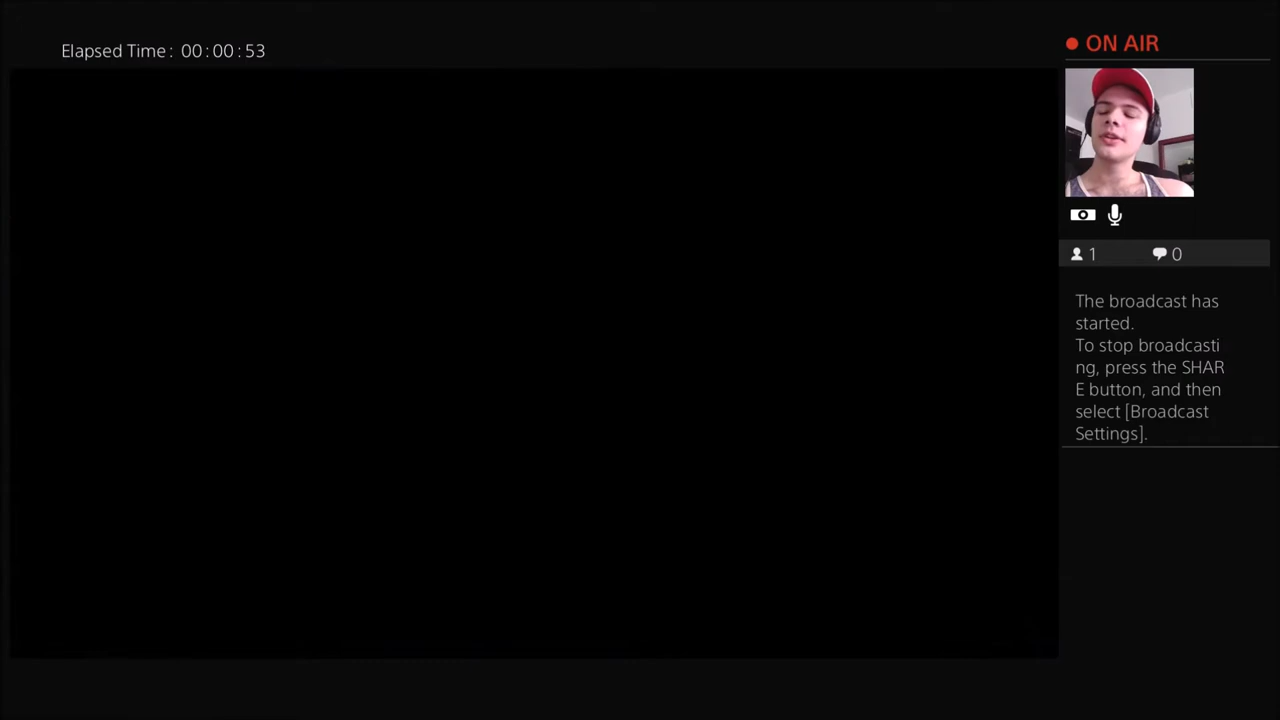 Elapsed Time: 00:00:53
ON AIR
1 0
The broadcast has
started.
To stop broadcasti
ng, press the SHAR
E button, and then
select [Broadcast
Settings].